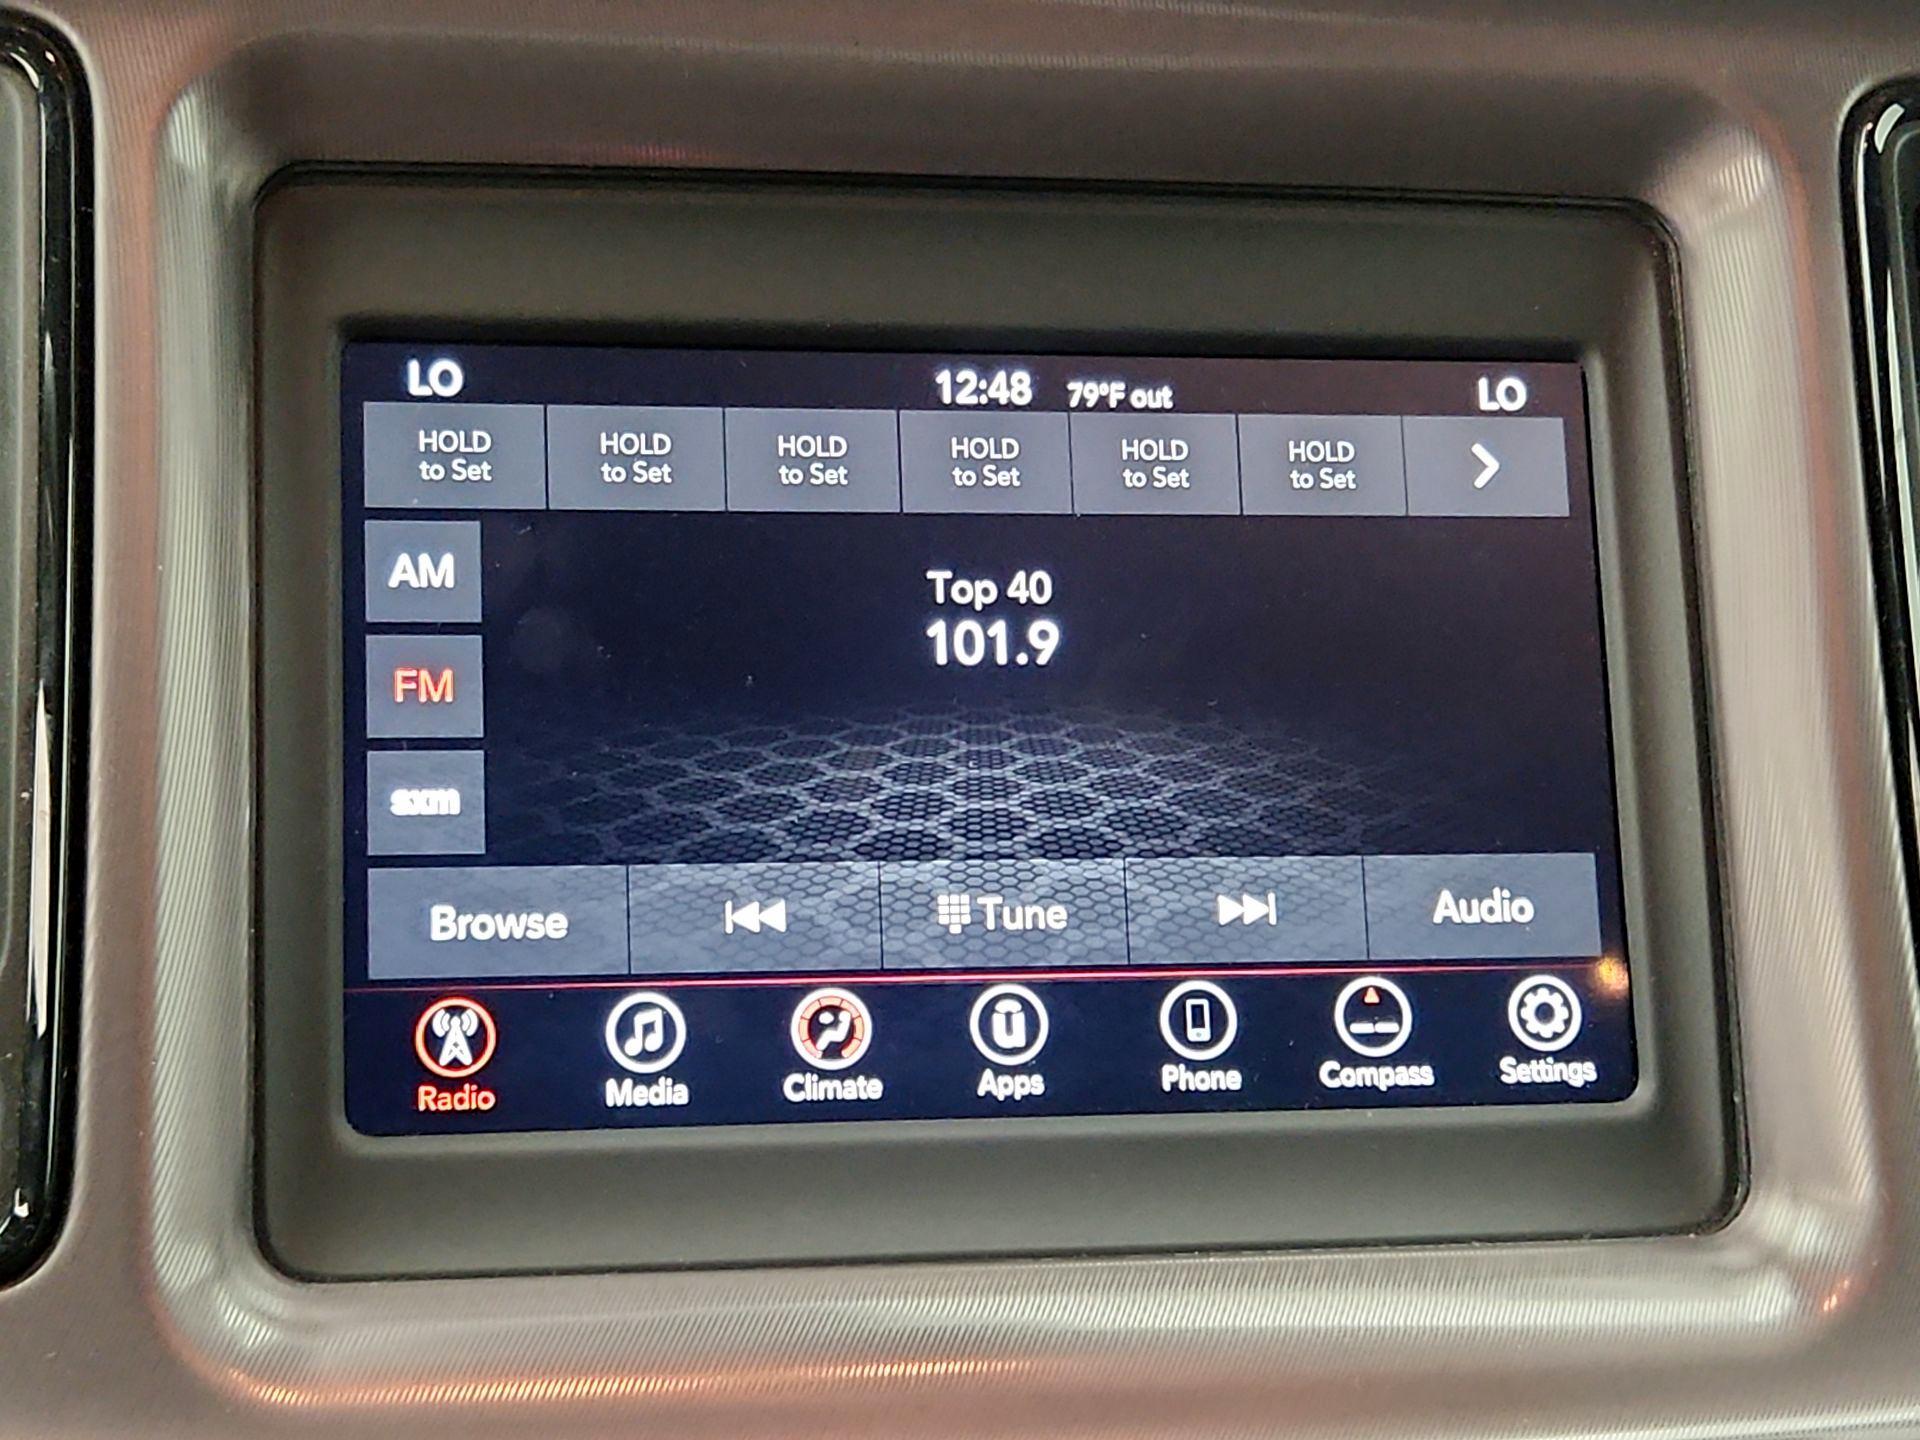 LO 12:48 79°F out LO
HOLD to Set
HOLD to Set
HOLD to Set
HOLD to Set
HOLD to Set
HOLD to Set
AM
Top 40
101.9
FM
sxm
Browse
Tune
Audio
Radio
Media
Climate
Apps
Phone
Compass
Settings